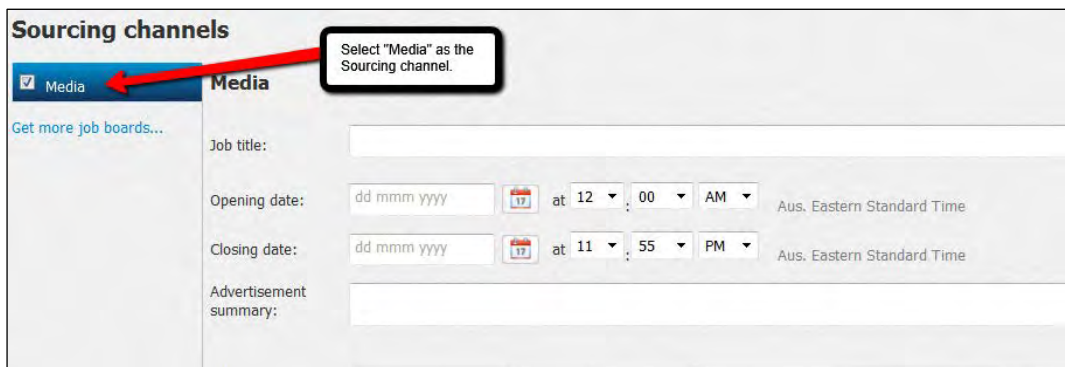 Sourcing channels
Select "Media" as the
Sourcing channel.
Media
Media
Get more job boards...
Job title:
Opening date: dd mmm yyyy 17 at 12 : 00 AM Aus. Eastern Standard Time
Closing date: dd mmm yyyy 17 at 11 : 55 PM Aus. Eastern Standard Time
Advertisement
summary: